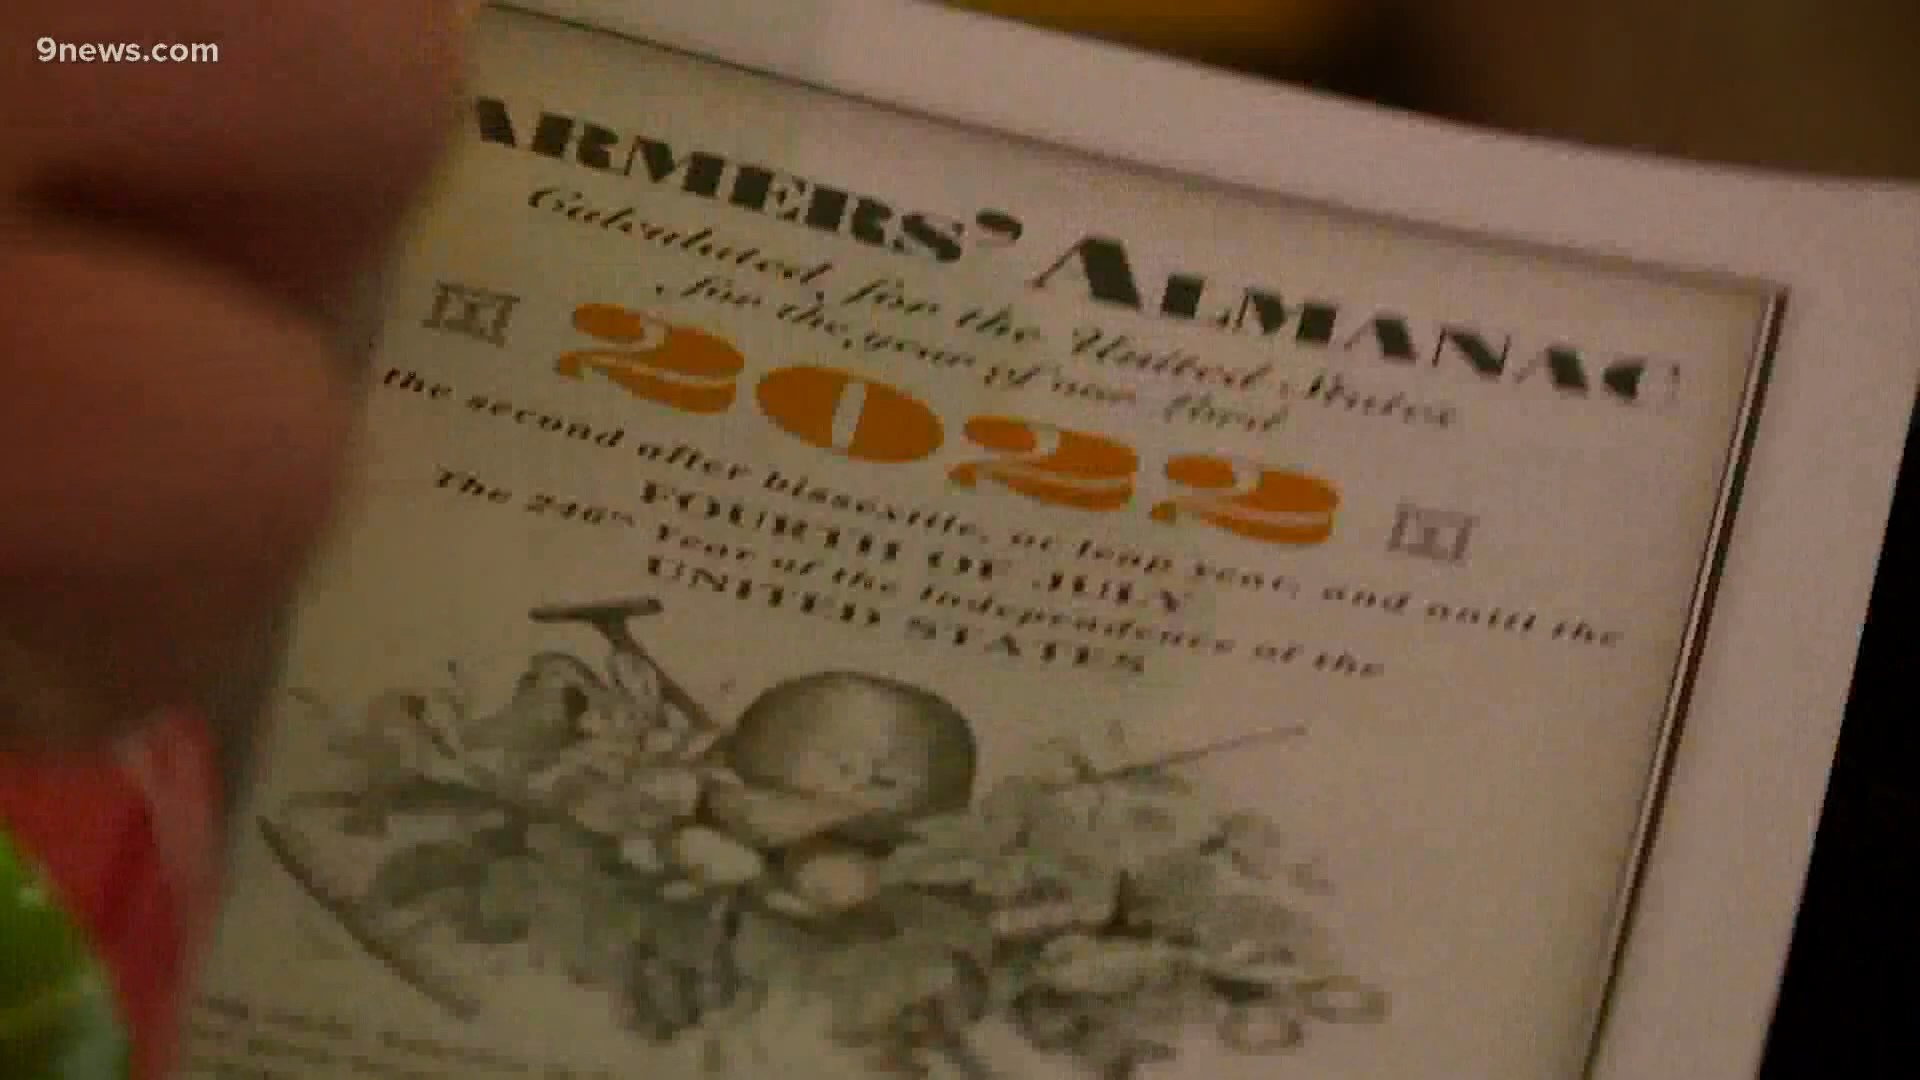 9news.com
ARMERS' ALMANAC
Calculated, for the United States
for the year of our Lord
2022
the second after bissextile, or leap year, and until the
FOURTH OF JULY
The 246th Year of the Independence of the
UNITED STATES